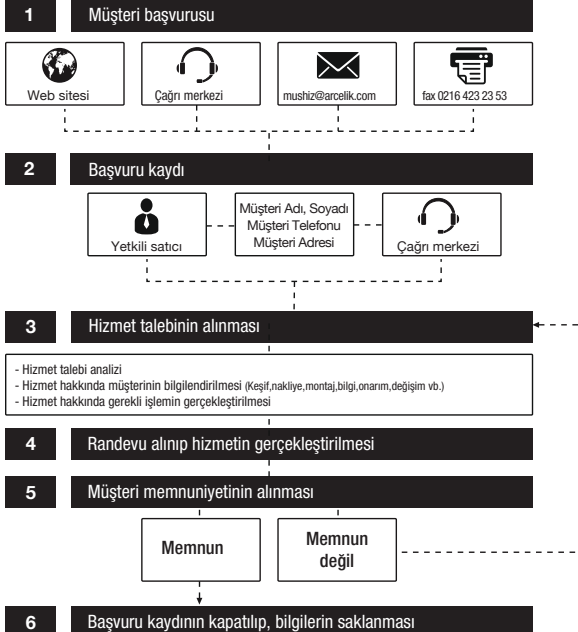 1 Müşteri başvurusu
Web sitesi
Çağrı merkezi
mushiz@arcelik.com
fax 0216 423 23 53
2 Başvuru kaydı
Yetkili satıcı
Müşteri Adı, Soyadı
Müşteri Telefonu
Müşteri Adresi
Çağrı merkezi
3 Hizmet talebinin alınması
- Hizmet talebi analizi
- Hizmet hakkında müşterinin bilgilendirilmesi (Keşif,nakliye,montaj,bilgi,onarım,değişim vb.)
- Hizmet hakkında gerekli işlemin gerçekleştirilmesi
4 Randevu alınıp hizmetin gerçekleştirilmesi
5 Müşteri memnuniyetinin alınması
Memnun
Memnun
değil
6 Başvuru kaydının kapatılıp, bilgilerin saklanması